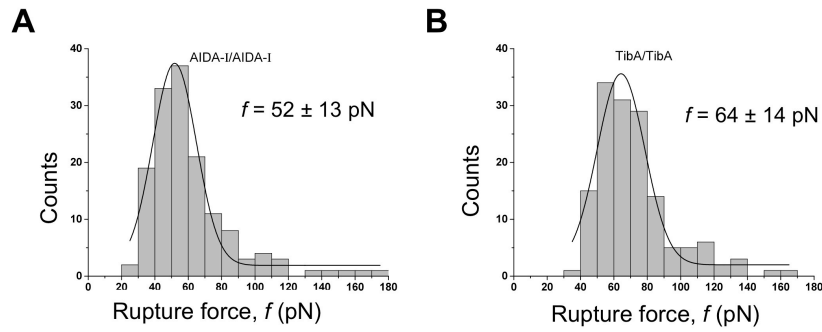 A
AIDA-I/AIDA-I
f = 52 ± 13 pN
Counts
40
30
20
10
0
0 20 40 60 80 100 120 140 160 180
Rupture force, f (pN)
B
TibA/TibA
f = 64 ± 14 pN
Counts
40
30
20
10
0
0 20 40 60 80 100 120 140 160 180
Rupture force, f (pN)